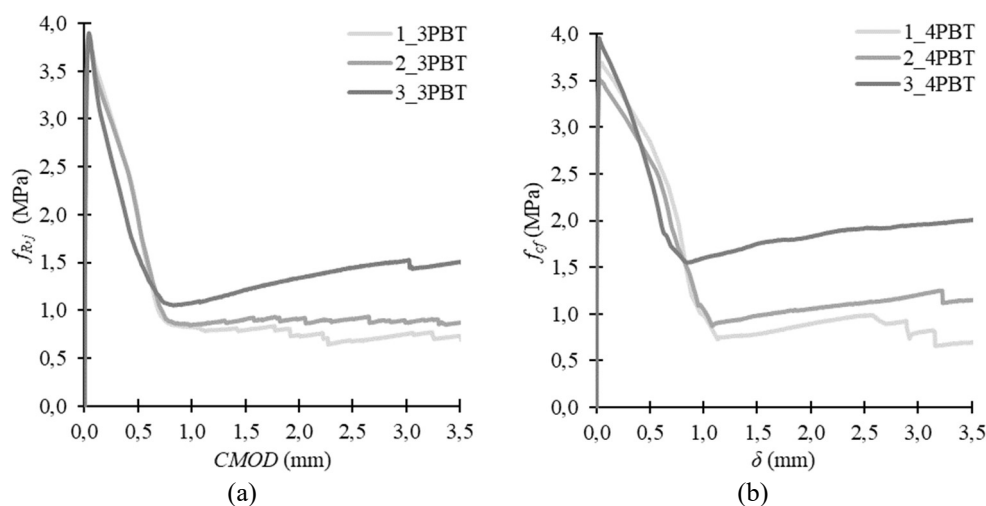 4,0
3,5
3,0
2,5
2,0
1,5
1,0
0,5
0,0
f_R,j (MPa)
1_3PBT
2_3PBT
3_3PBT
0,0 0,5 1,0 1,5 2,0 2,5 3,0 3,5
CMOD (mm)
(a)
4,0
3,5
3,0
2,5
2,0
1,5
1,0
0,5
0,0
f_cf (MPa)
1_4PBT
2_4PBT
3_4PBT
0,0 0,5 1,0 1,5 2,0 2,5 3,0 3,5
δ (mm)
(b)